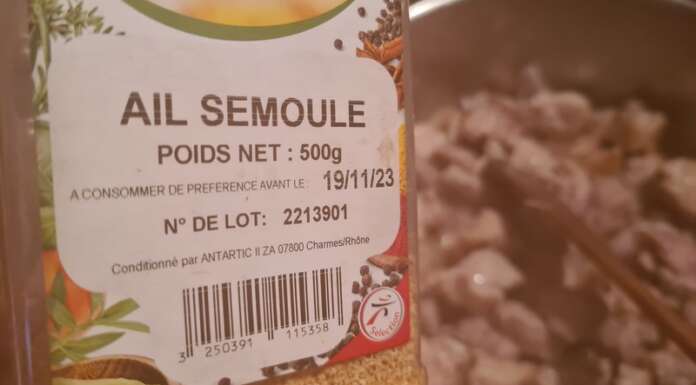 AIL SEMOULE
POIDS NET : 500g
A CONSOMMER DE PREFERENCE AVANT LE : 19/11/23
N° DE LOT: 2213901
Conditionné par ANTARTIC II ZA 07800 Charmes/Rhône
3 250391 115358
Sélection